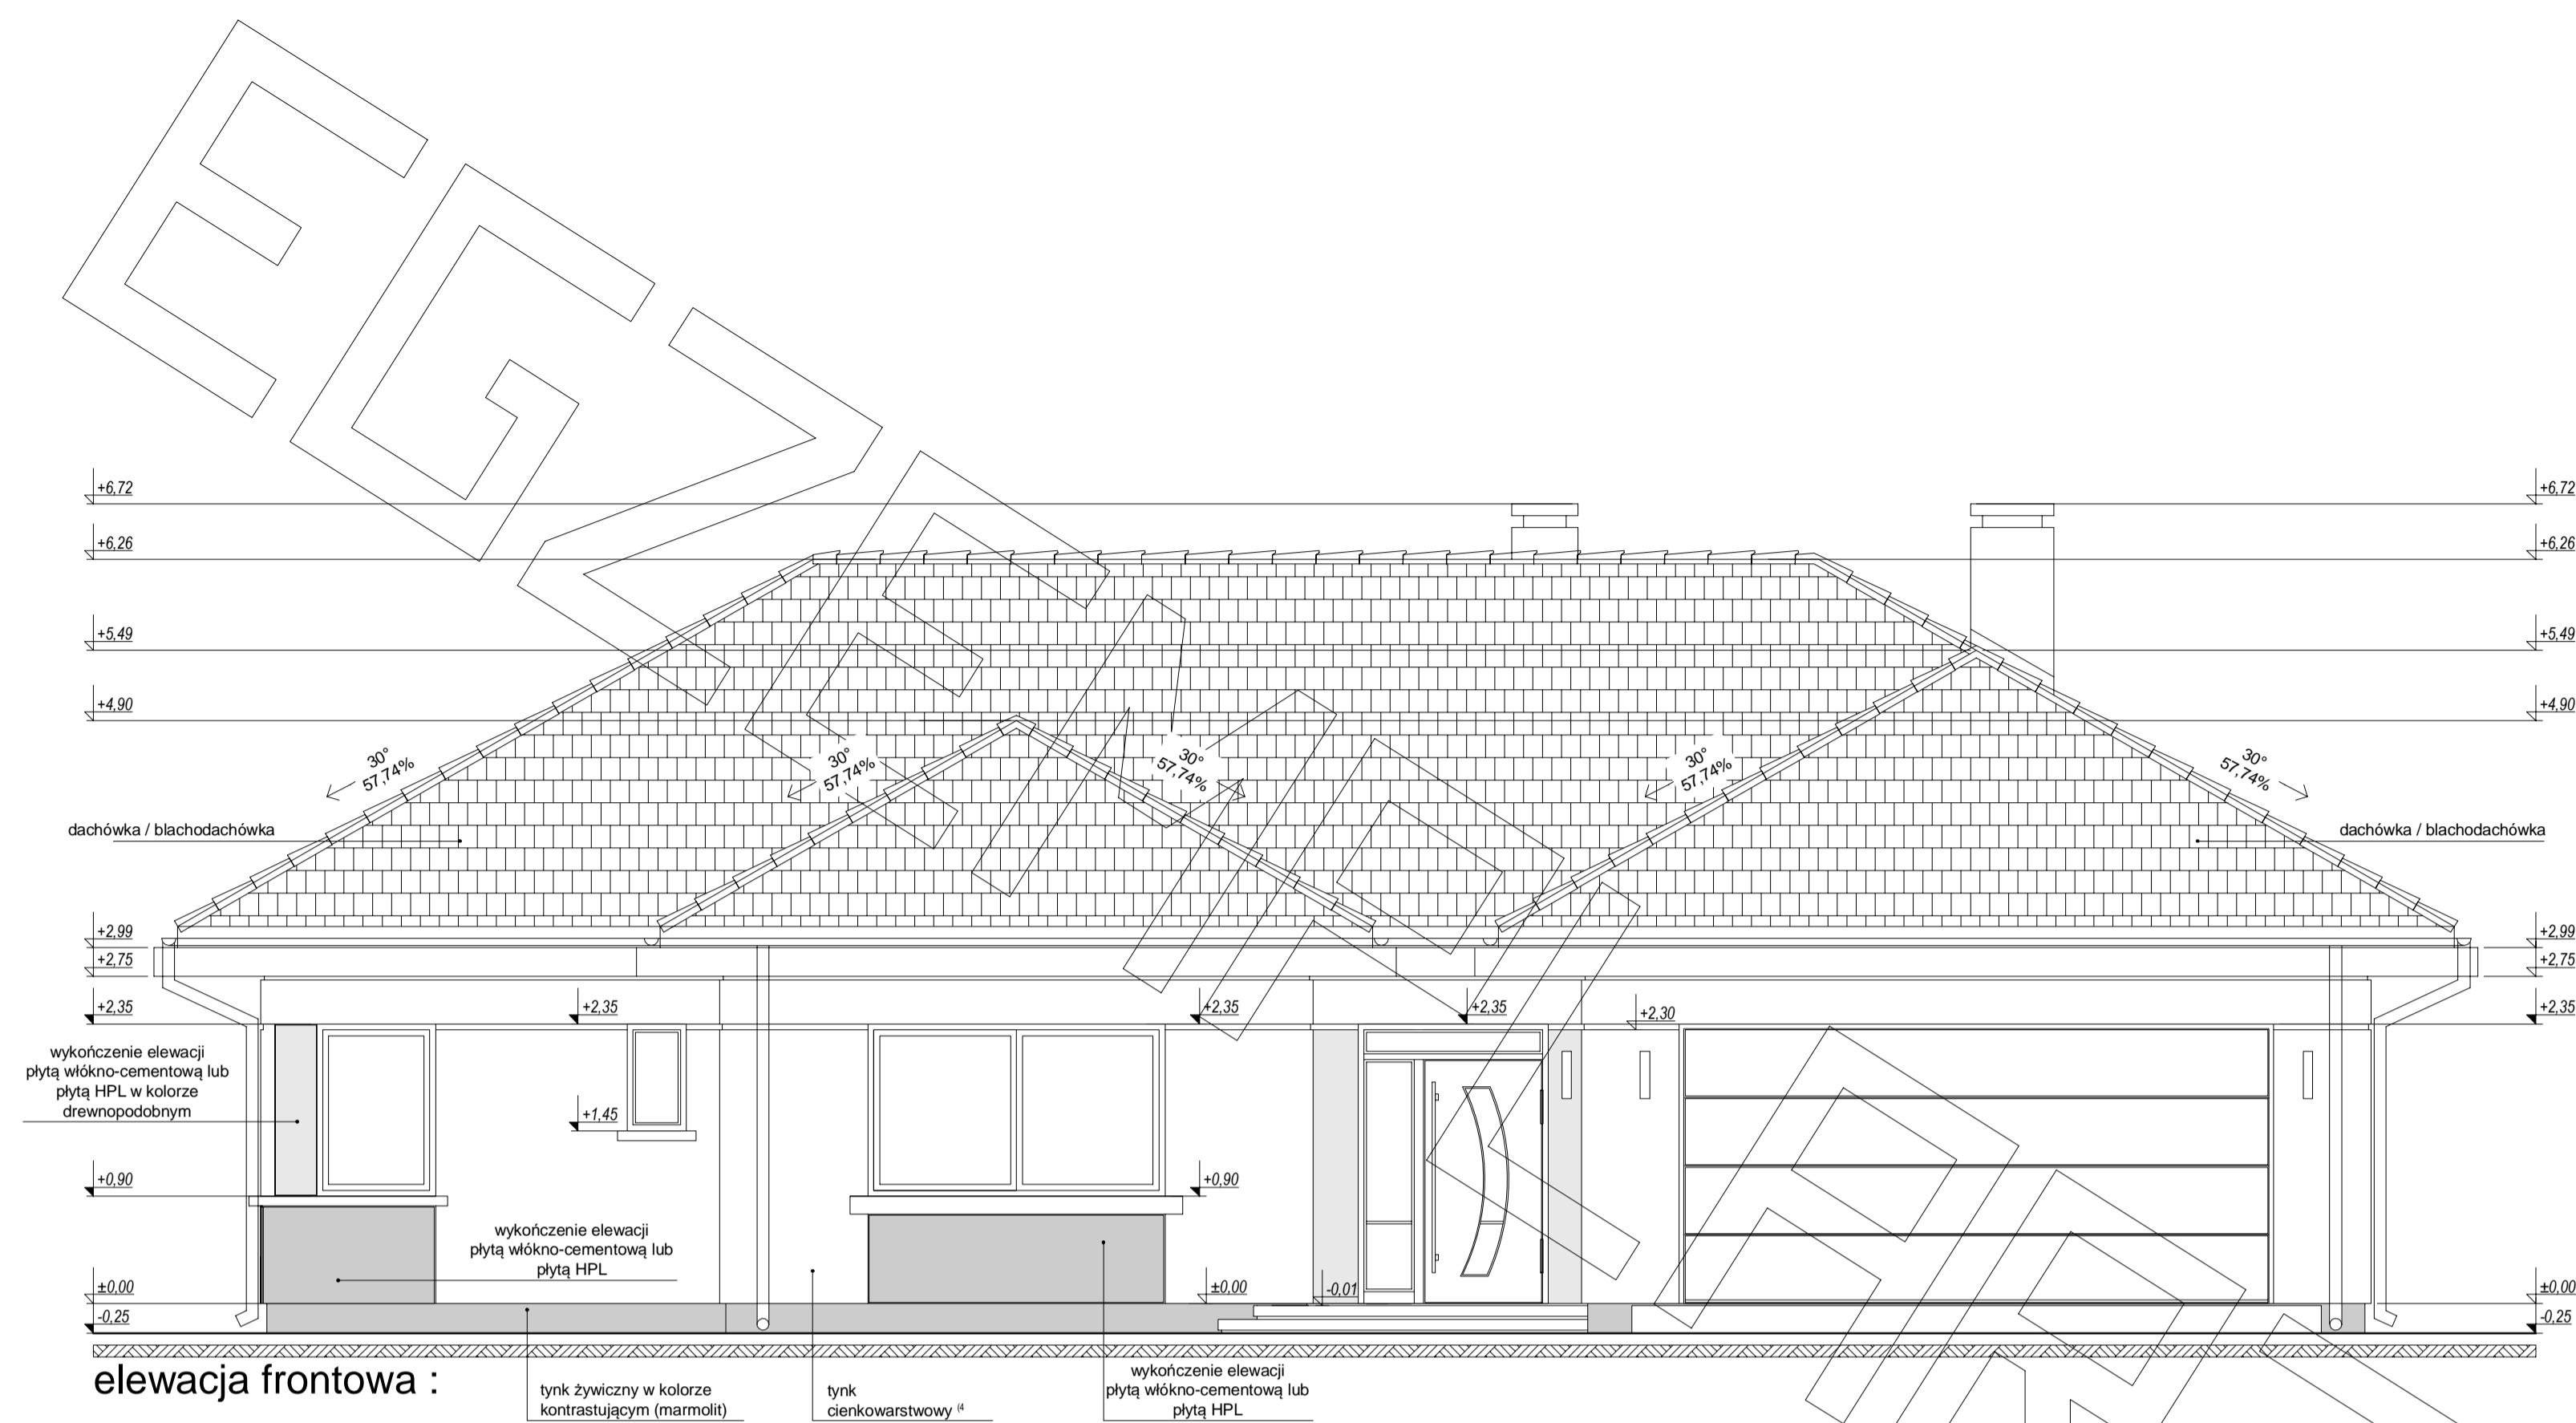 EGZEMPLARZ
+6,72
+6,72
+6,26
+6,26
+5,49
+5,49
+4,90
+4,90
30°
57,74%
30°
57,74%
30°
57,74%
30°
57,74%
30°
57,74%
dachówka / blachodachówka
dachówka / blachodachówka
+2,99
+2,99
+2,75
+2,75
+2,35
+2,35
+2,35
+2,35
+2,30
+2,35
wykończenie elewacji
płytą włókno-cementową lub
płytą HPL w kolorze
drewnopodobnym
+1,45
+0,90
+0,90
wykończenie elewacji
płytą włókno-cementową lub
płytą HPL
±0,00
±0,00
-0,01
±0,00
-0,25
-0,25
elewacja frontowa :
tynk żywiczny w kolorze
kontrastującym (marmolit)
tynk
cienkowarstwowy (4
wykończenie elewacji
płytą włókno-cementową lub
płytą HPL